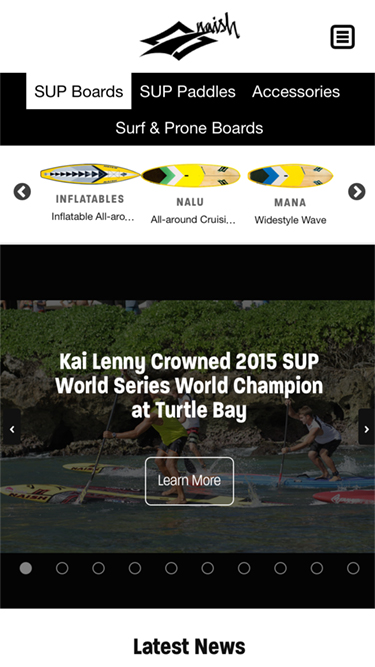 naish
SUP Boards SUP Paddles Accessories
Surf & Prone Boards
INFLATABLES NALU MANA
Inflatable All-aro... All-around Cruisi... Widestyle Wave
Kai Lenny Crowned 2015 SUP
World Series World Champion
at Turtle Bay
Learn More
Latest News